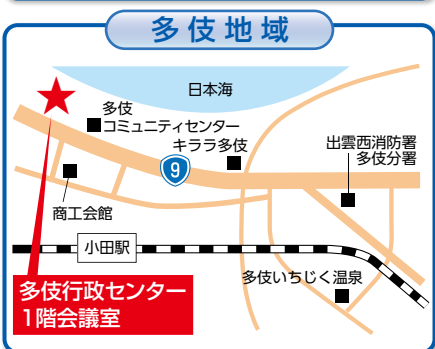 多伎地域
日本海
多伎
コミュニティセンター
キララ多伎
出雲西消防署
多伎分署
9
商工会館
小田駅
多伎いちじく温泉
多伎行政センター
1階会議室